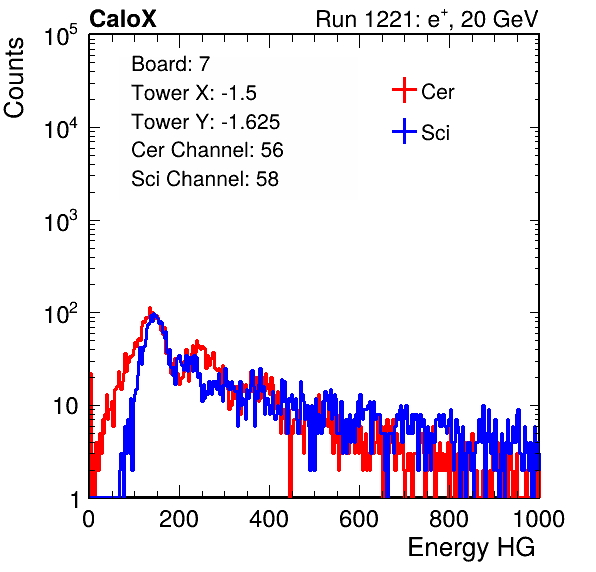 CaloX Run 1221: e⁺, 20 GeV
Counts
Board: 7
Tower X: -1.5
Tower Y: -1.625
Cer Channel: 56
Sci Channel: 58
Cer
Sci
10⁵
10⁴
10³
10²
10
1
0 200 400 600 800 1000
Energy HG